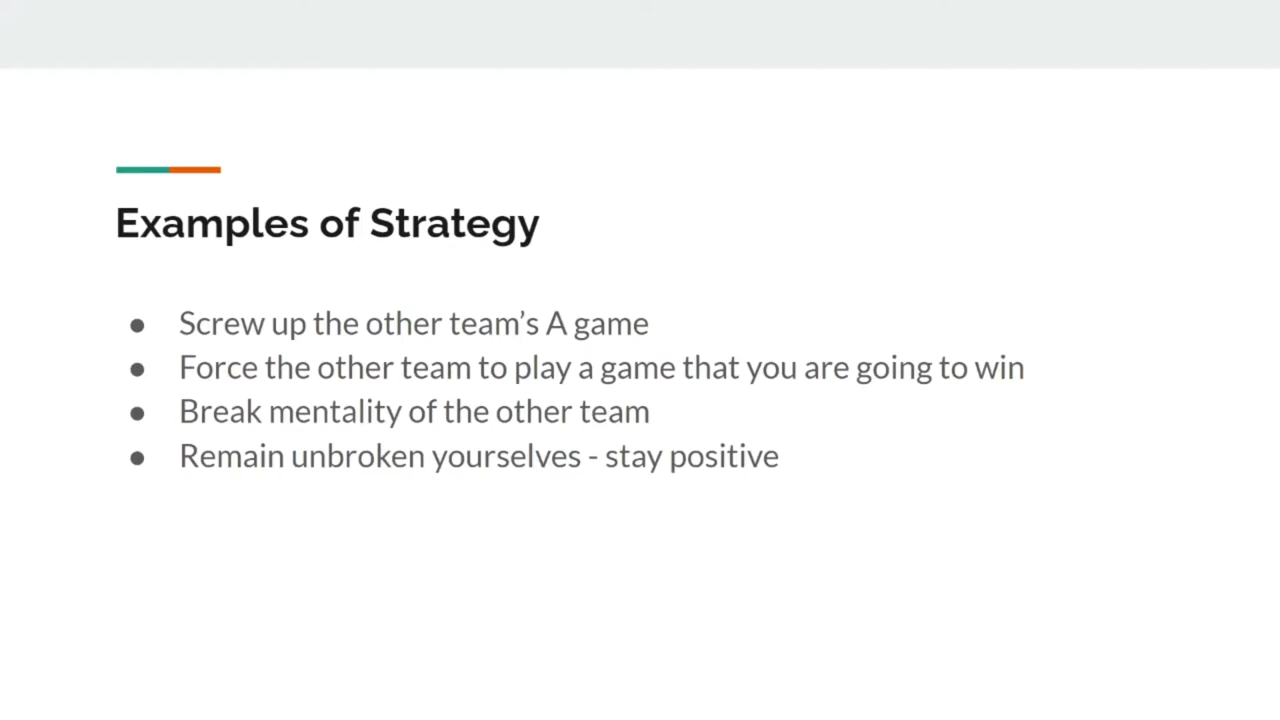 Examples of Strategy
● Screw up the other team’s A game
● Force the other team to play a game that you are going to win
● Break mentality of the other team
● Remain unbroken yourselves - stay positive